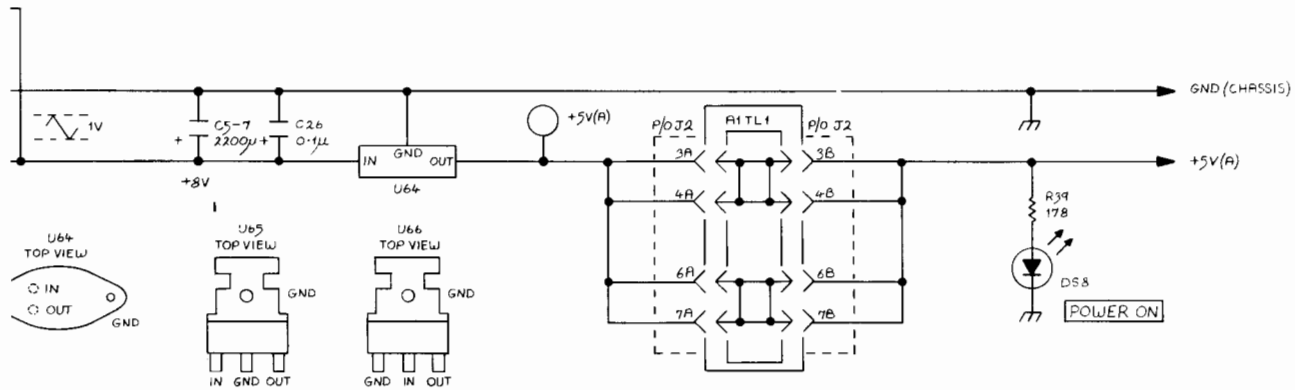 GND (CHASSIS)
1V
+
C5-7
2200μ
+
C26
0.1μ
+5V(A)
P/O J2
A1TL1
P/O J2
IN
GND
OUT
U64
3A
3B
+5V(A)
+8V
4A
4B
R39
178
U64
TOP VIEW
IN
OUT
GND
U65
TOP VIEW
GND
IN GND OUT
U66
TOP VIEW
GND
GND IN OUT
6A
6B
DS8
7A
7B
POWER ON